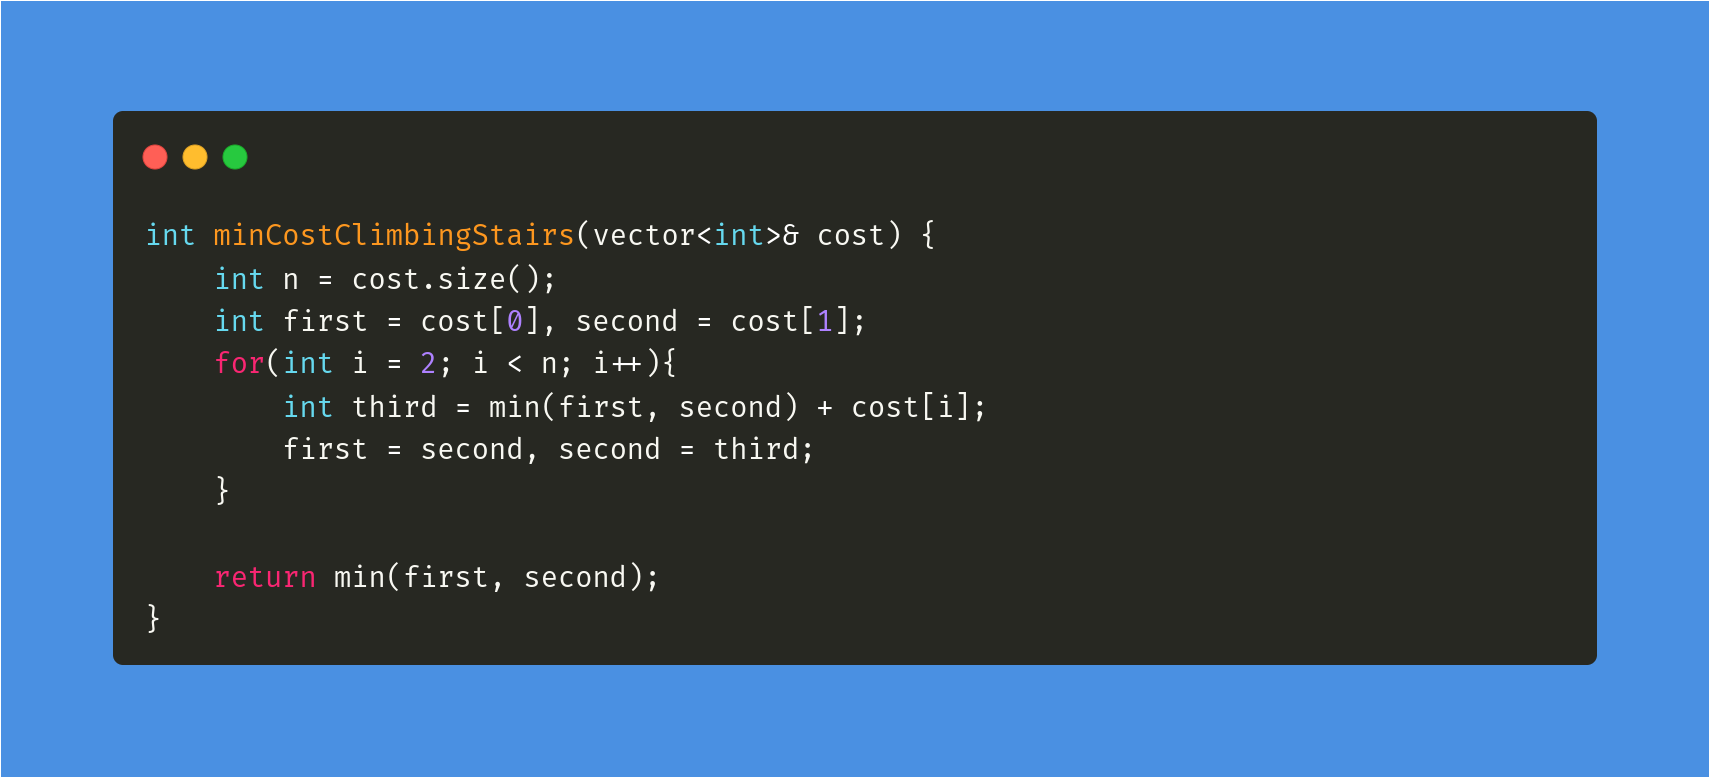 int minCostClimbingStairs(vector<int>& cost) {
    int n = cost.size();
    int first = cost[0], second = cost[1];
    for(int i = 2; i < n; i++){
        int third = min(first, second) + cost[i];
        first = second, second = third;
    }
    return min(first, second);
}